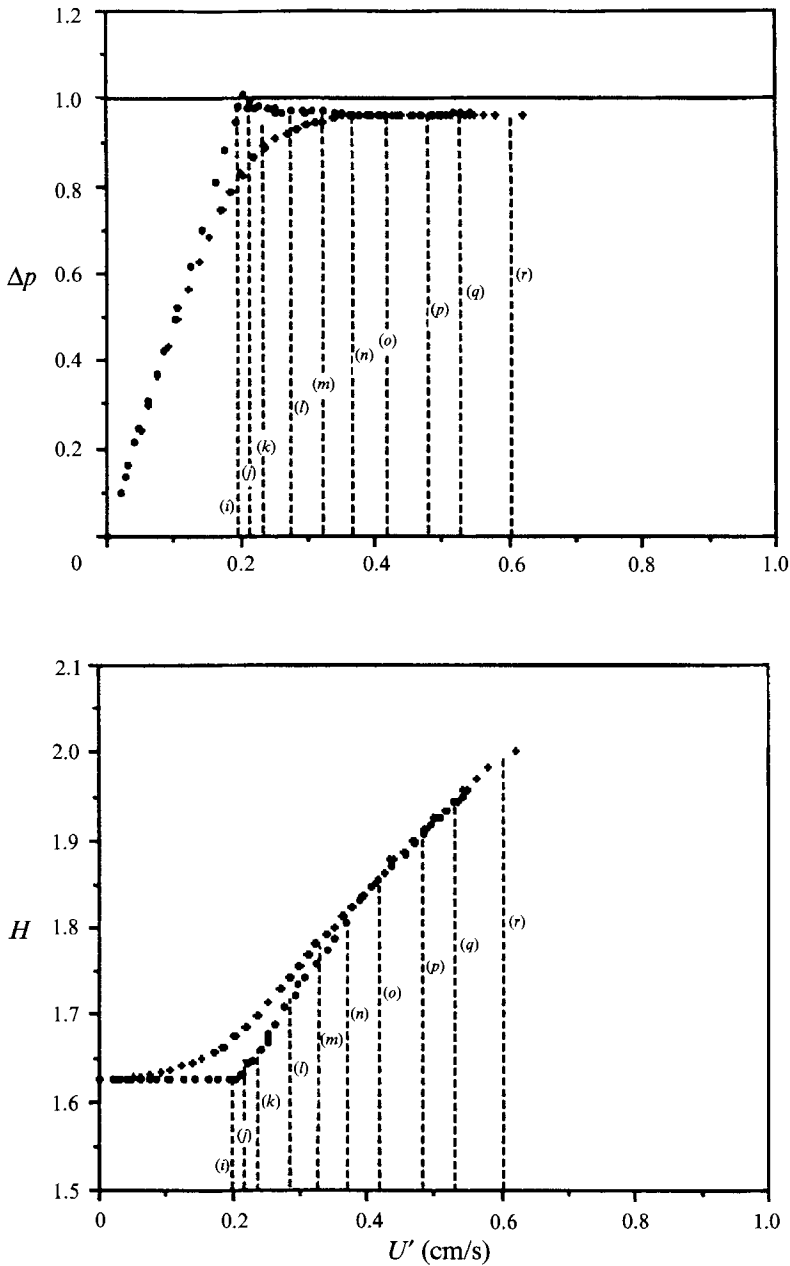 1.2
1.0
0.8
0.6
0.4
0.2
Δp
(i)
(j)
(k)
(l)
(m)
(n)
(o)
(p)
(q)
(r)
0 0.2 0.4 0.6 0.8 1.0
2.1
2.0
1.9
1.8
1.7
1.6
1.5
H
(i)
(j)
(k)
(l)
(m)
(n)
(o)
(p)
(q)
(r)
0 0.2 0.4 0.6 0.8 1.0
U′ (cm/s)